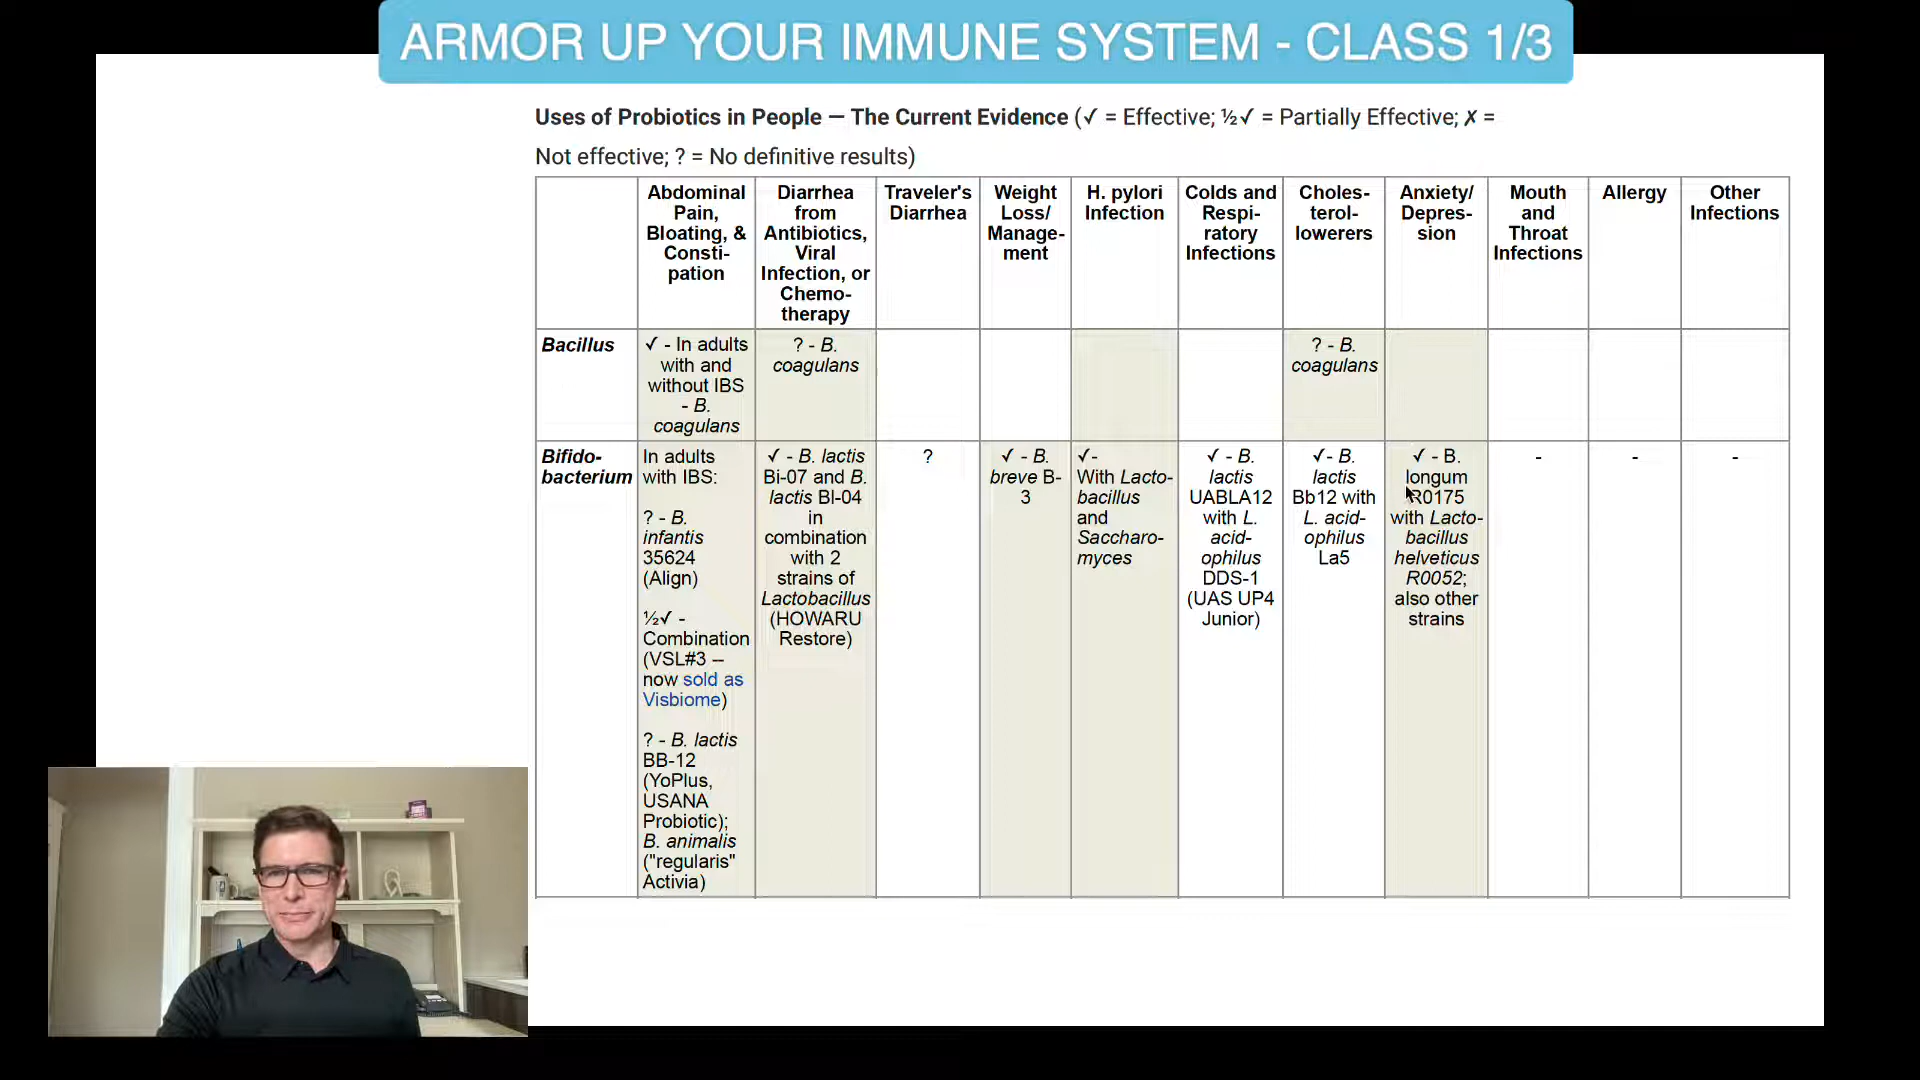 ARMOR UP YOUR IMMUNE SYSTEM - CLASS 1/3
Uses of Probiotics in People — The Current Evidence (✓ = Effective; ½✓ = Partially Effective; ✗ =
Not effective; ? = No definitive results)
Abdominal
Pain,
Bloating, &
Consti-
pation
Diarrhea
from
Antibiotics,
Viral
Infection, or
Chemo-
therapy
Traveler's
Diarrhea
Weight
Loss/
Manage-
ment
H. pylori
Infection
Colds and
Respi-
ratory
Infections
Choles-
terol-
lowerers
Anxiety/
Depres-
sion
Mouth
and
Throat
Infections
Allergy
Other
Infections
Bacillus
✓ - In adults
with and
without IBS
- B.
coagulans
? - B.
coagulans
? - B.
coagulans
Bifido-
bacterium
In adults
with IBS:
? - B.
infantis
35624
(Align)
½✓ -
Combination
(VSL#3 –
now sold as
Visbiome)
? - B. lactis
BB-12
(YoPlus,
USANA
Probiotic);
B. animalis
("regularis"
Activia)
✓ - B. lactis
Bi-07 and B.
lactis Bl-04
in
combination
with 2
strains of
Lactobacillus
(HOWARU
Restore)
?
✓ - B.
breve B-
3
✓-
With Lacto-
bacillus
and
Saccharo-
myces
✓ - B.
lactis
UABLA12
with L.
acid-
ophilus
DDS-1
(UAS UP4
Junior)
✓- B.
lactis
Bb12 with
L. acid-
ophilus
La5
✓ - B.
longum
R0175
with Lacto-
bacillus
helveticus
R0052;
also other
strains
-
-
-